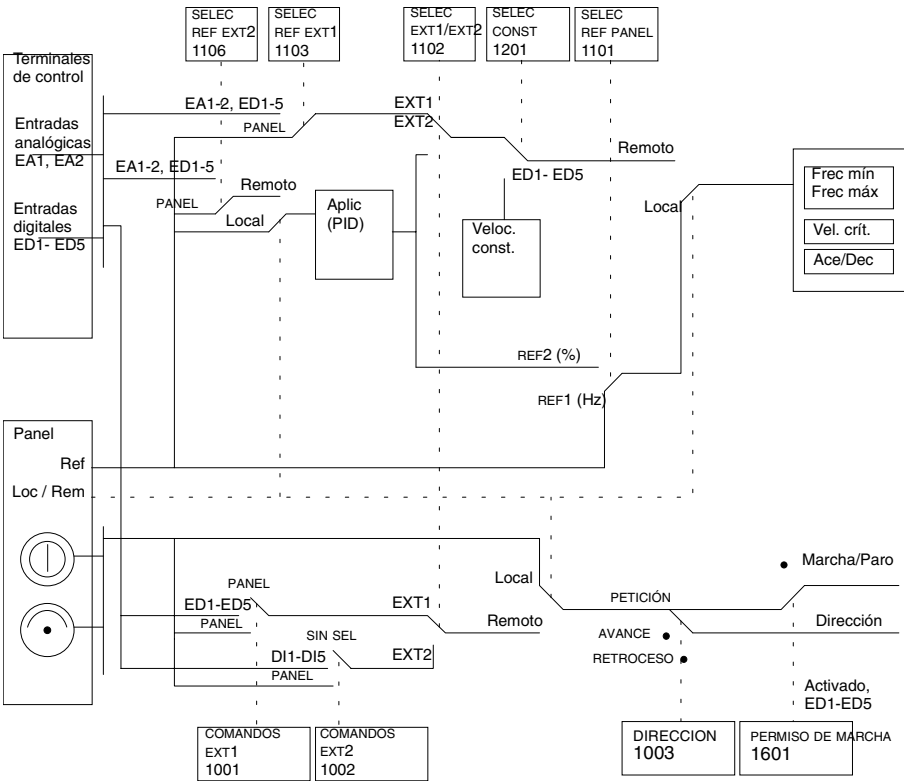 SELEC
REF EXT2
1106
SELEC
REF EXT1
1103
SELEC
EXT1/EXT2
1102
SELEC
CONST
1201
SELEC
REF PANEL
1101
Terminales
de control
Entradas
analógicas
EA1, EA2
Entradas
digitales
ED1- ED5
EA1-2, ED1-5
PANEL
EXT1
EXT2
EA1-2, ED1-5
PANEL
Remoto
Local
Aplic
(PID)
ED1- ED5
Veloc.
const.
Remoto
Local
Frec mín
Frec máx
Vel. crít.
Ace/Dec
REF2 (%)
REF1 (Hz)
Panel
Ref
Loc / Rem
PANEL
ED1-ED5
PANEL
EXT1
SIN SEL
DI1-DI5
EXT2
PANEL
Local
Remoto
PETICIÓN
AVANCE
RETROCESO
Marcha/Paro
Dirección
Activado,
ED1-ED5
COMANDOS
EXT1
1001
COMANDOS
EXT2
1002
DIRECCION
1003
PERMISO DE MARCHA
1601